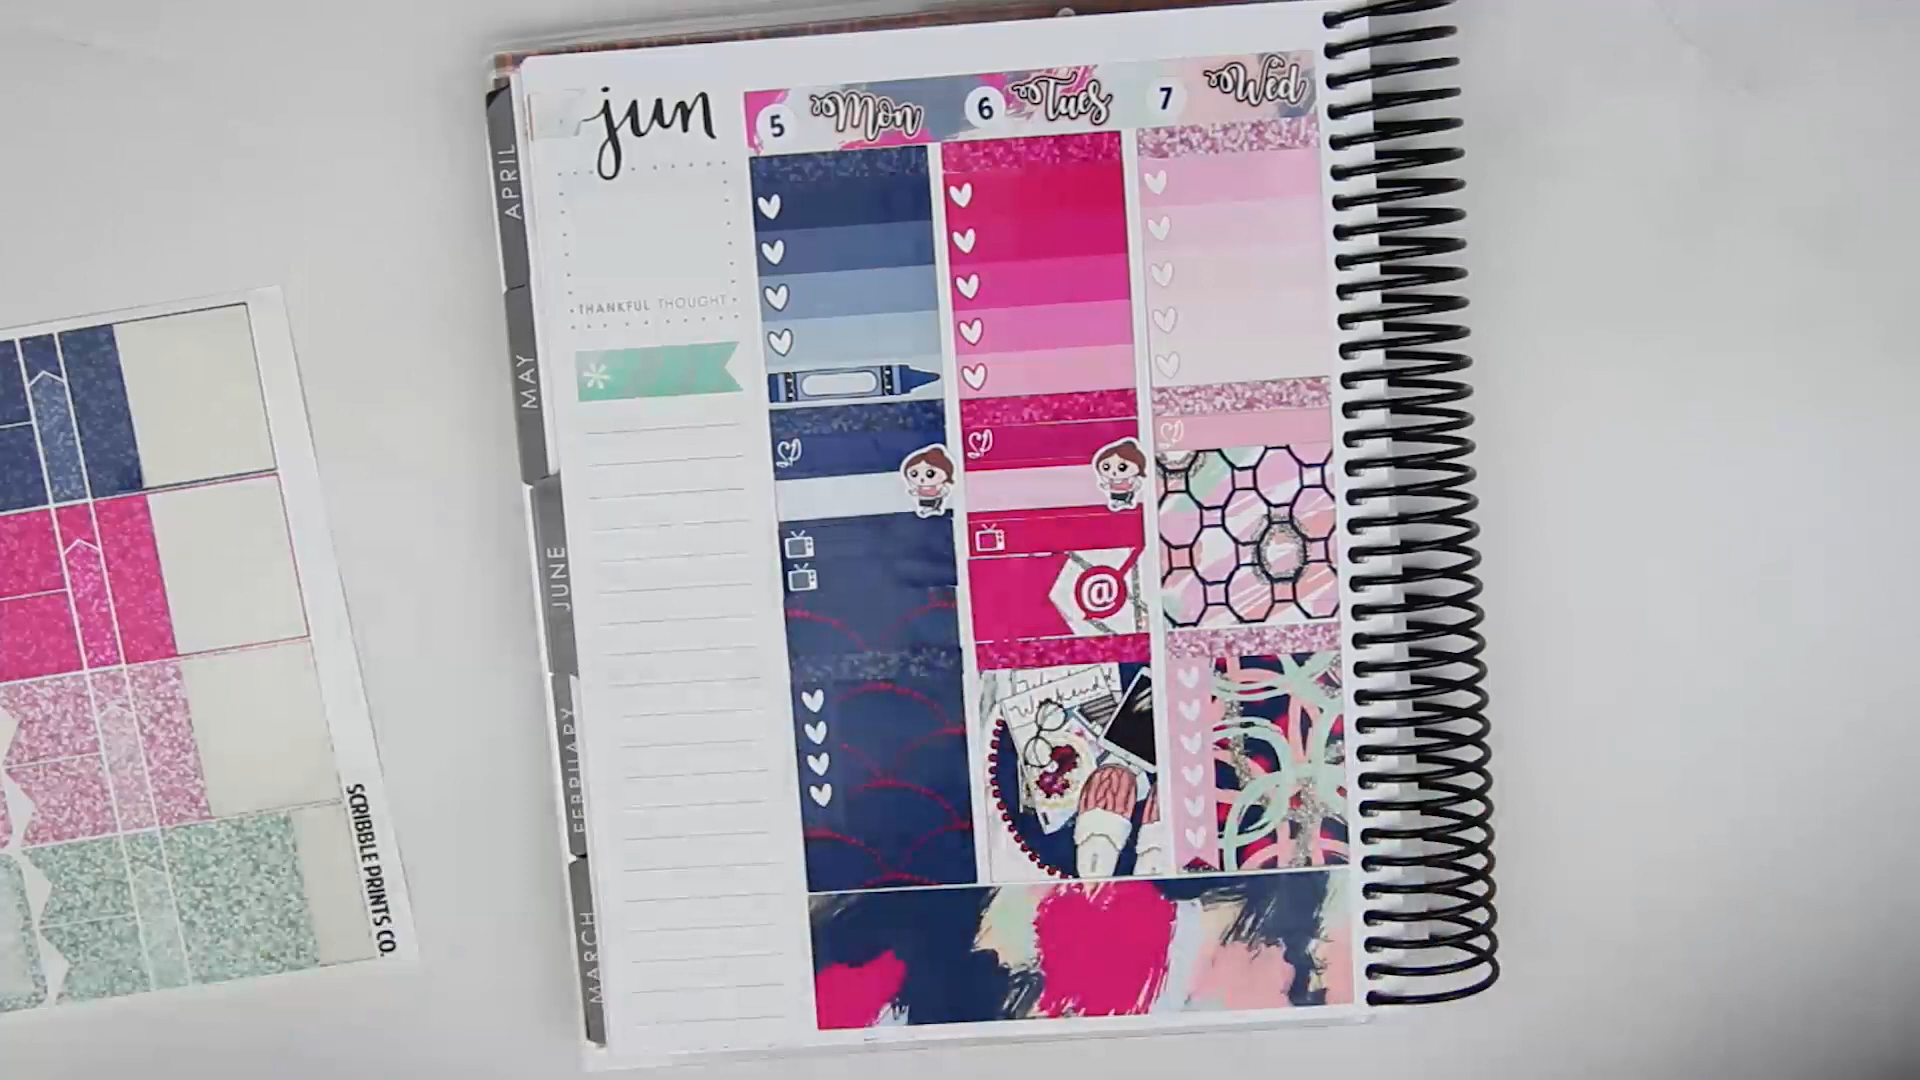 jun
5 Mon
6 Tues
7 Wed
THANKFUL THOUGHT
*
@
Weekend
APRIL
MAY
JUNE
FEBRUARY
MARCH
SCRIBBLE PRINTS CO.